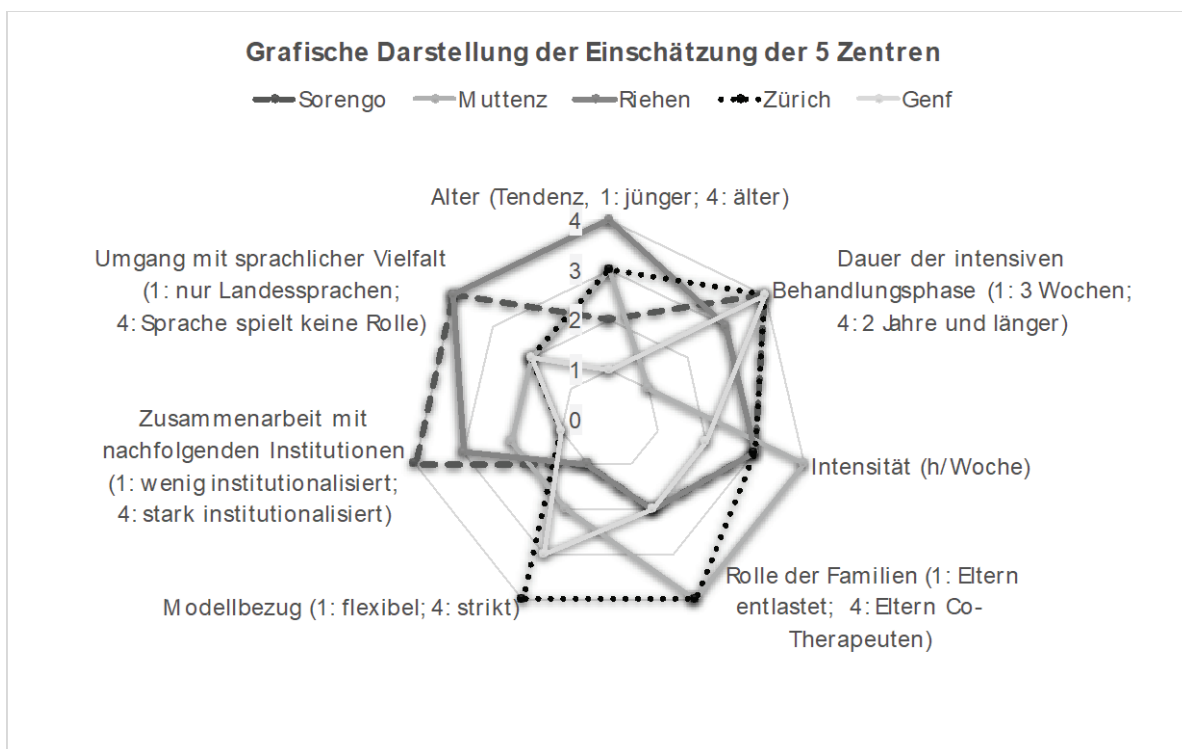 Grafische Darstellung der Einschätzung der 5 Zentren
Sorengo Muttenz Riehen Zürich Genf
Alter (Tendenz, 1: jünger; 4: älter)
4
3
2
1
0
Dauer der intensiven
Behandlungsphase (1: 3 Wochen;
4: 2 Jahre und länger)
Intensität (h/Woche)
Rolle der Familien (1: Eltern
entlastet; 4: Eltern Co-
Therapeuten)
Modellbezug (1: flexibel; 4: strikt)
Zusammenarbeit mit
nachfolgenden Institutionen
(1: wenig institutionalisiert;
4: stark institutionalisiert)
Umgang mit sprachlicher Vielfalt
(1: nur Landessprachen;
4: Sprache spielt keine Rolle)